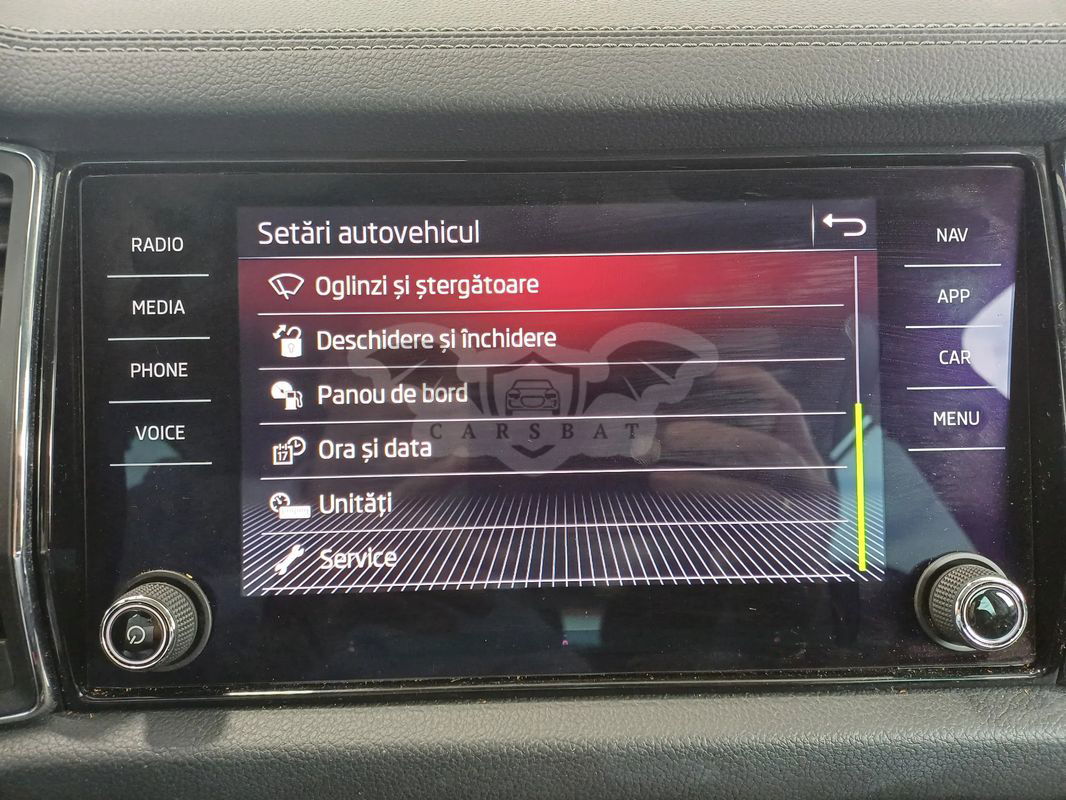 Setări autovehicul
RADIO
MEDIA
PHONE
VOICE
Oglinzi și ștergătoare
Deschidere și închidere
Panou de bord
Ora și data
17
Unități
Service
NAV
APP
CAR
MENU
CARSBAT